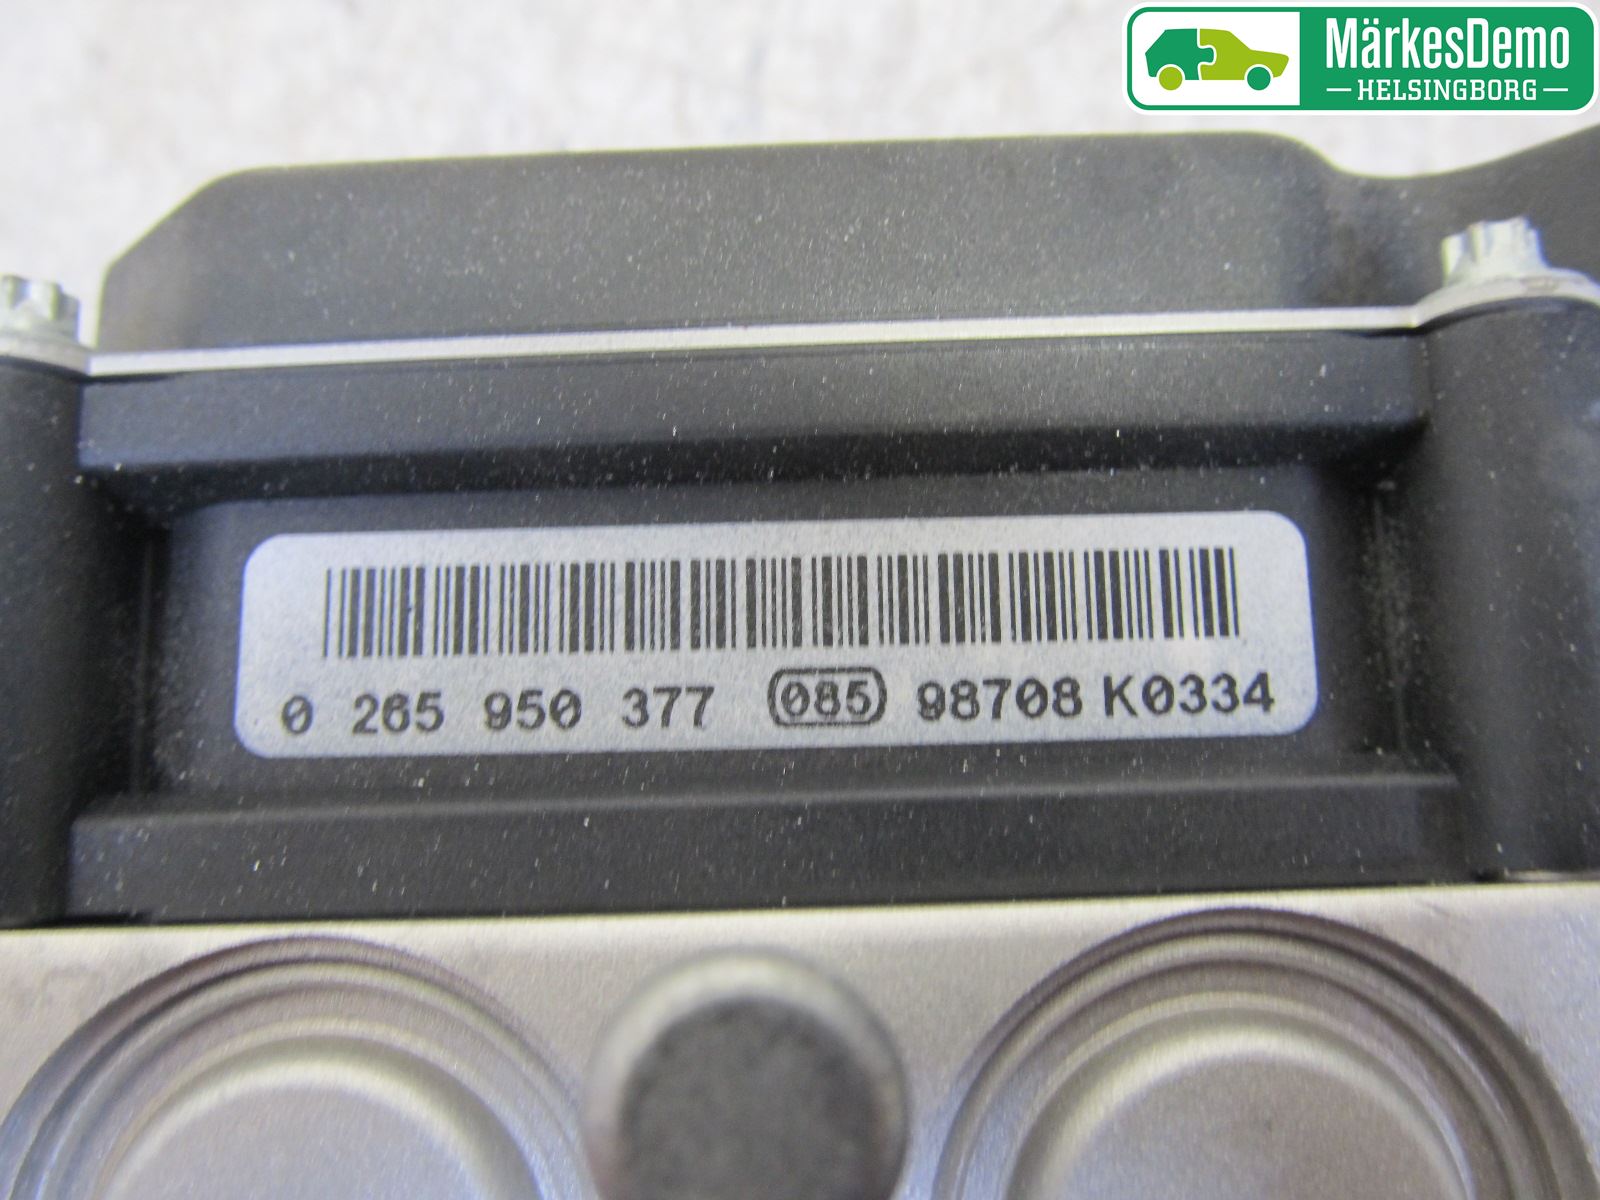 MärkesDemo
HELSINGBORG
0 265 950 377 085 98708 K0334